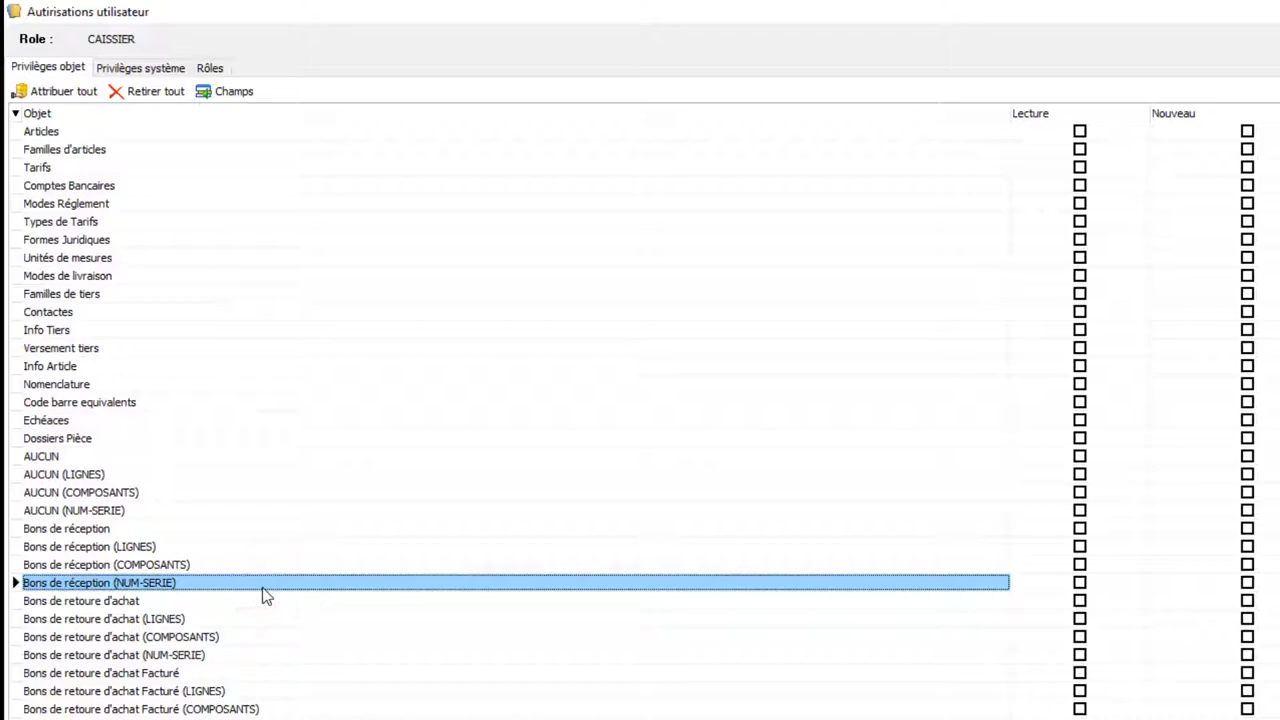 Autirisations utilisateur
Role : CAISSIER
Privilèges objet Privilèges système Rôles
Attribuer tout Retirer tout Champs
Objet Lecture Nouveau
Articles
Familles d'articles
Tarifs
Comptes Bancaires
Modes Réglement
Types de Tarifs
Formes Juridiques
Unités de mesures
Modes de livraison
Familles de tiers
Contactes
Info Tiers
Versement tiers
Info Article
Nomenclature
Code barre equivalents
Echéaces
Dossiers Pièce
AUCUN
AUCUN (LIGNES)
AUCUN (COMPOSANTS)
AUCUN (NUM-SERIE)
Bons de réception
Bons de réception (LIGNES)
Bons de réception (COMPOSANTS)
Bons de réception (NUM-SERIE)
Bons de retoure d'achat
Bons de retoure d'achat (LIGNES)
Bons de retoure d'achat (COMPOSANTS)
Bons de retoure d'achat (NUM-SERIE)
Bons de retoure d'achat Facturé
Bons de retoure d'achat Facturé (LIGNES)
Bons de retoure d'achat Facturé (COMPOSANTS)